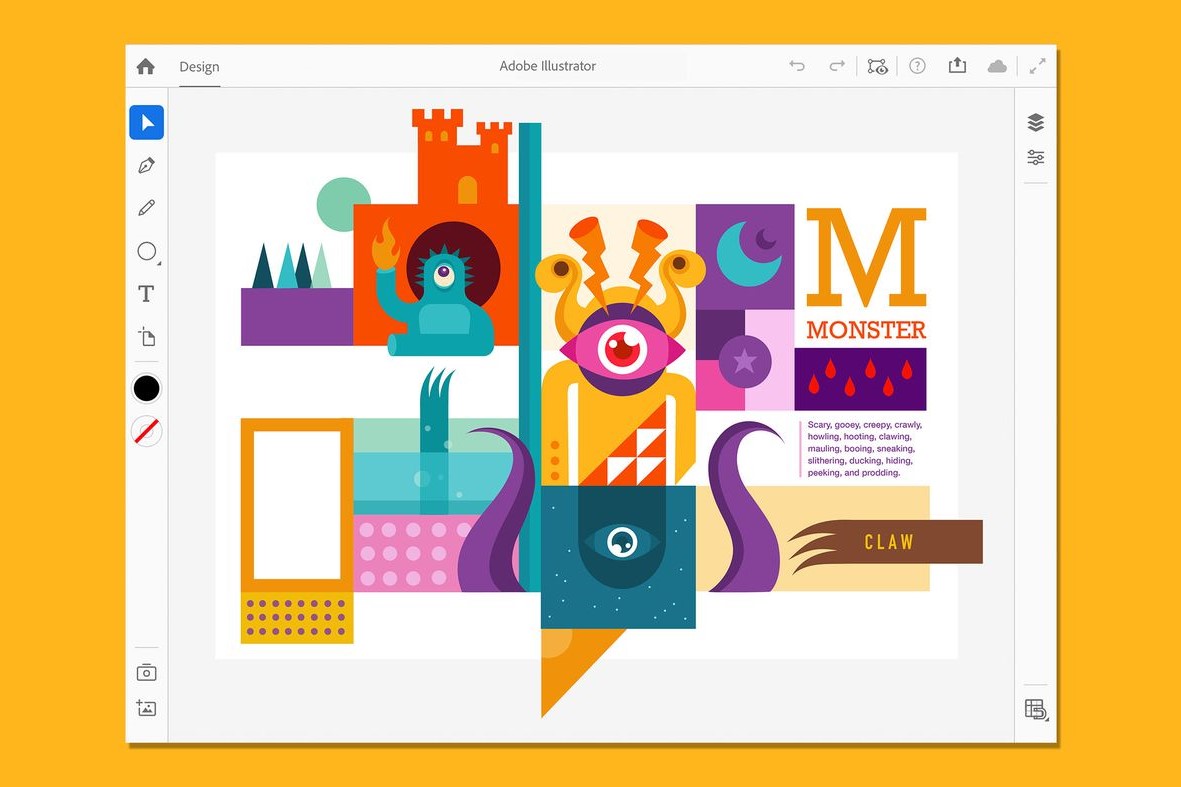 Design
Adobe Illustrator
M
MONSTER
Scary, gooey, creepy, crawly,
howling, hooting, clawing,
mauling, booing, sneaking,
slithering, ducking, hiding,
peeking, and prodding.
CLAW